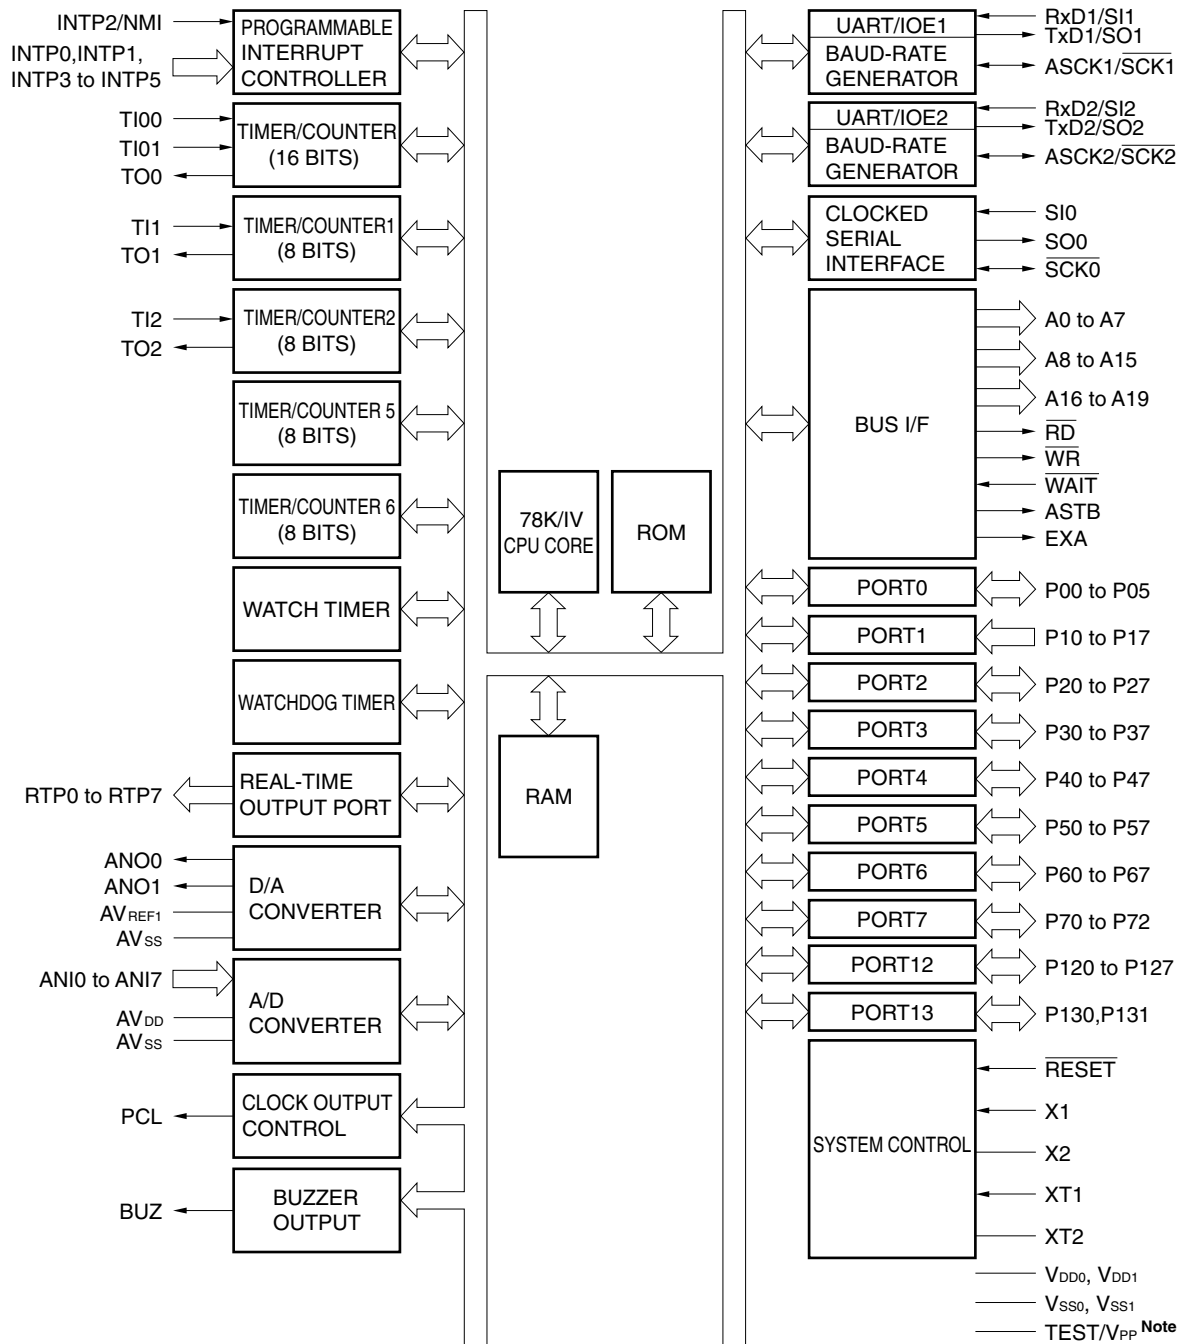 INTP2/NMI
INTP0,INTP1,
INTP3 to INTP5
PROGRAMMABLE
INTERRUPT
CONTROLLER
TI00
TI01
TO0
TIMER/COUNTER
(16 BITS)
TI1
TO1
TIMER/COUNTER1
(8 BITS)
TI2
TO2
TIMER/COUNTER2
(8 BITS)
TIMER/COUNTER 5
(8 BITS)
TIMER/COUNTER 6
(8 BITS)
WATCH TIMER
WATCHDOG TIMER
RTP0 to RTP7
REAL-TIME
OUTPUT PORT
ANO0
ANO1
AVREF1
AVSS
D/A
CONVERTER
ANI0 to ANI7
AVDD
AVSS
A/D
CONVERTER
PCL
CLOCK OUTPUT
CONTROL
BUZ
BUZZER
OUTPUT
78K/IV
CPU CORE
ROM
RAM
UART/IOE1
BAUD-RATE
GENERATOR
RxD1/SI1
TxD1/SO1
ASCK1/SCK1
UART/IOE2
BAUD-RATE
GENERATOR
RxD2/SI2
TxD2/SO2
ASCK2/SCK2
CLOCKED
SERIAL
INTERFACE
SI0
SO0
SCK0
BUS I/F
A0 to A7
A8 to A15
A16 to A19
RD
WR
WAIT
ASTB
EXA
PORT0
P00 to P05
PORT1
P10 to P17
PORT2
P20 to P27
PORT3
P30 to P37
PORT4
P40 to P47
PORT5
P50 to P57
PORT6
P60 to P67
PORT7
P70 to P72
PORT12
P120 to P127
PORT13
P130,P131
SYSTEM CONTROL
RESET
X1
X2
XT1
XT2
VDD0, VDD1
VSS0, VSS1
TEST/VPP Note